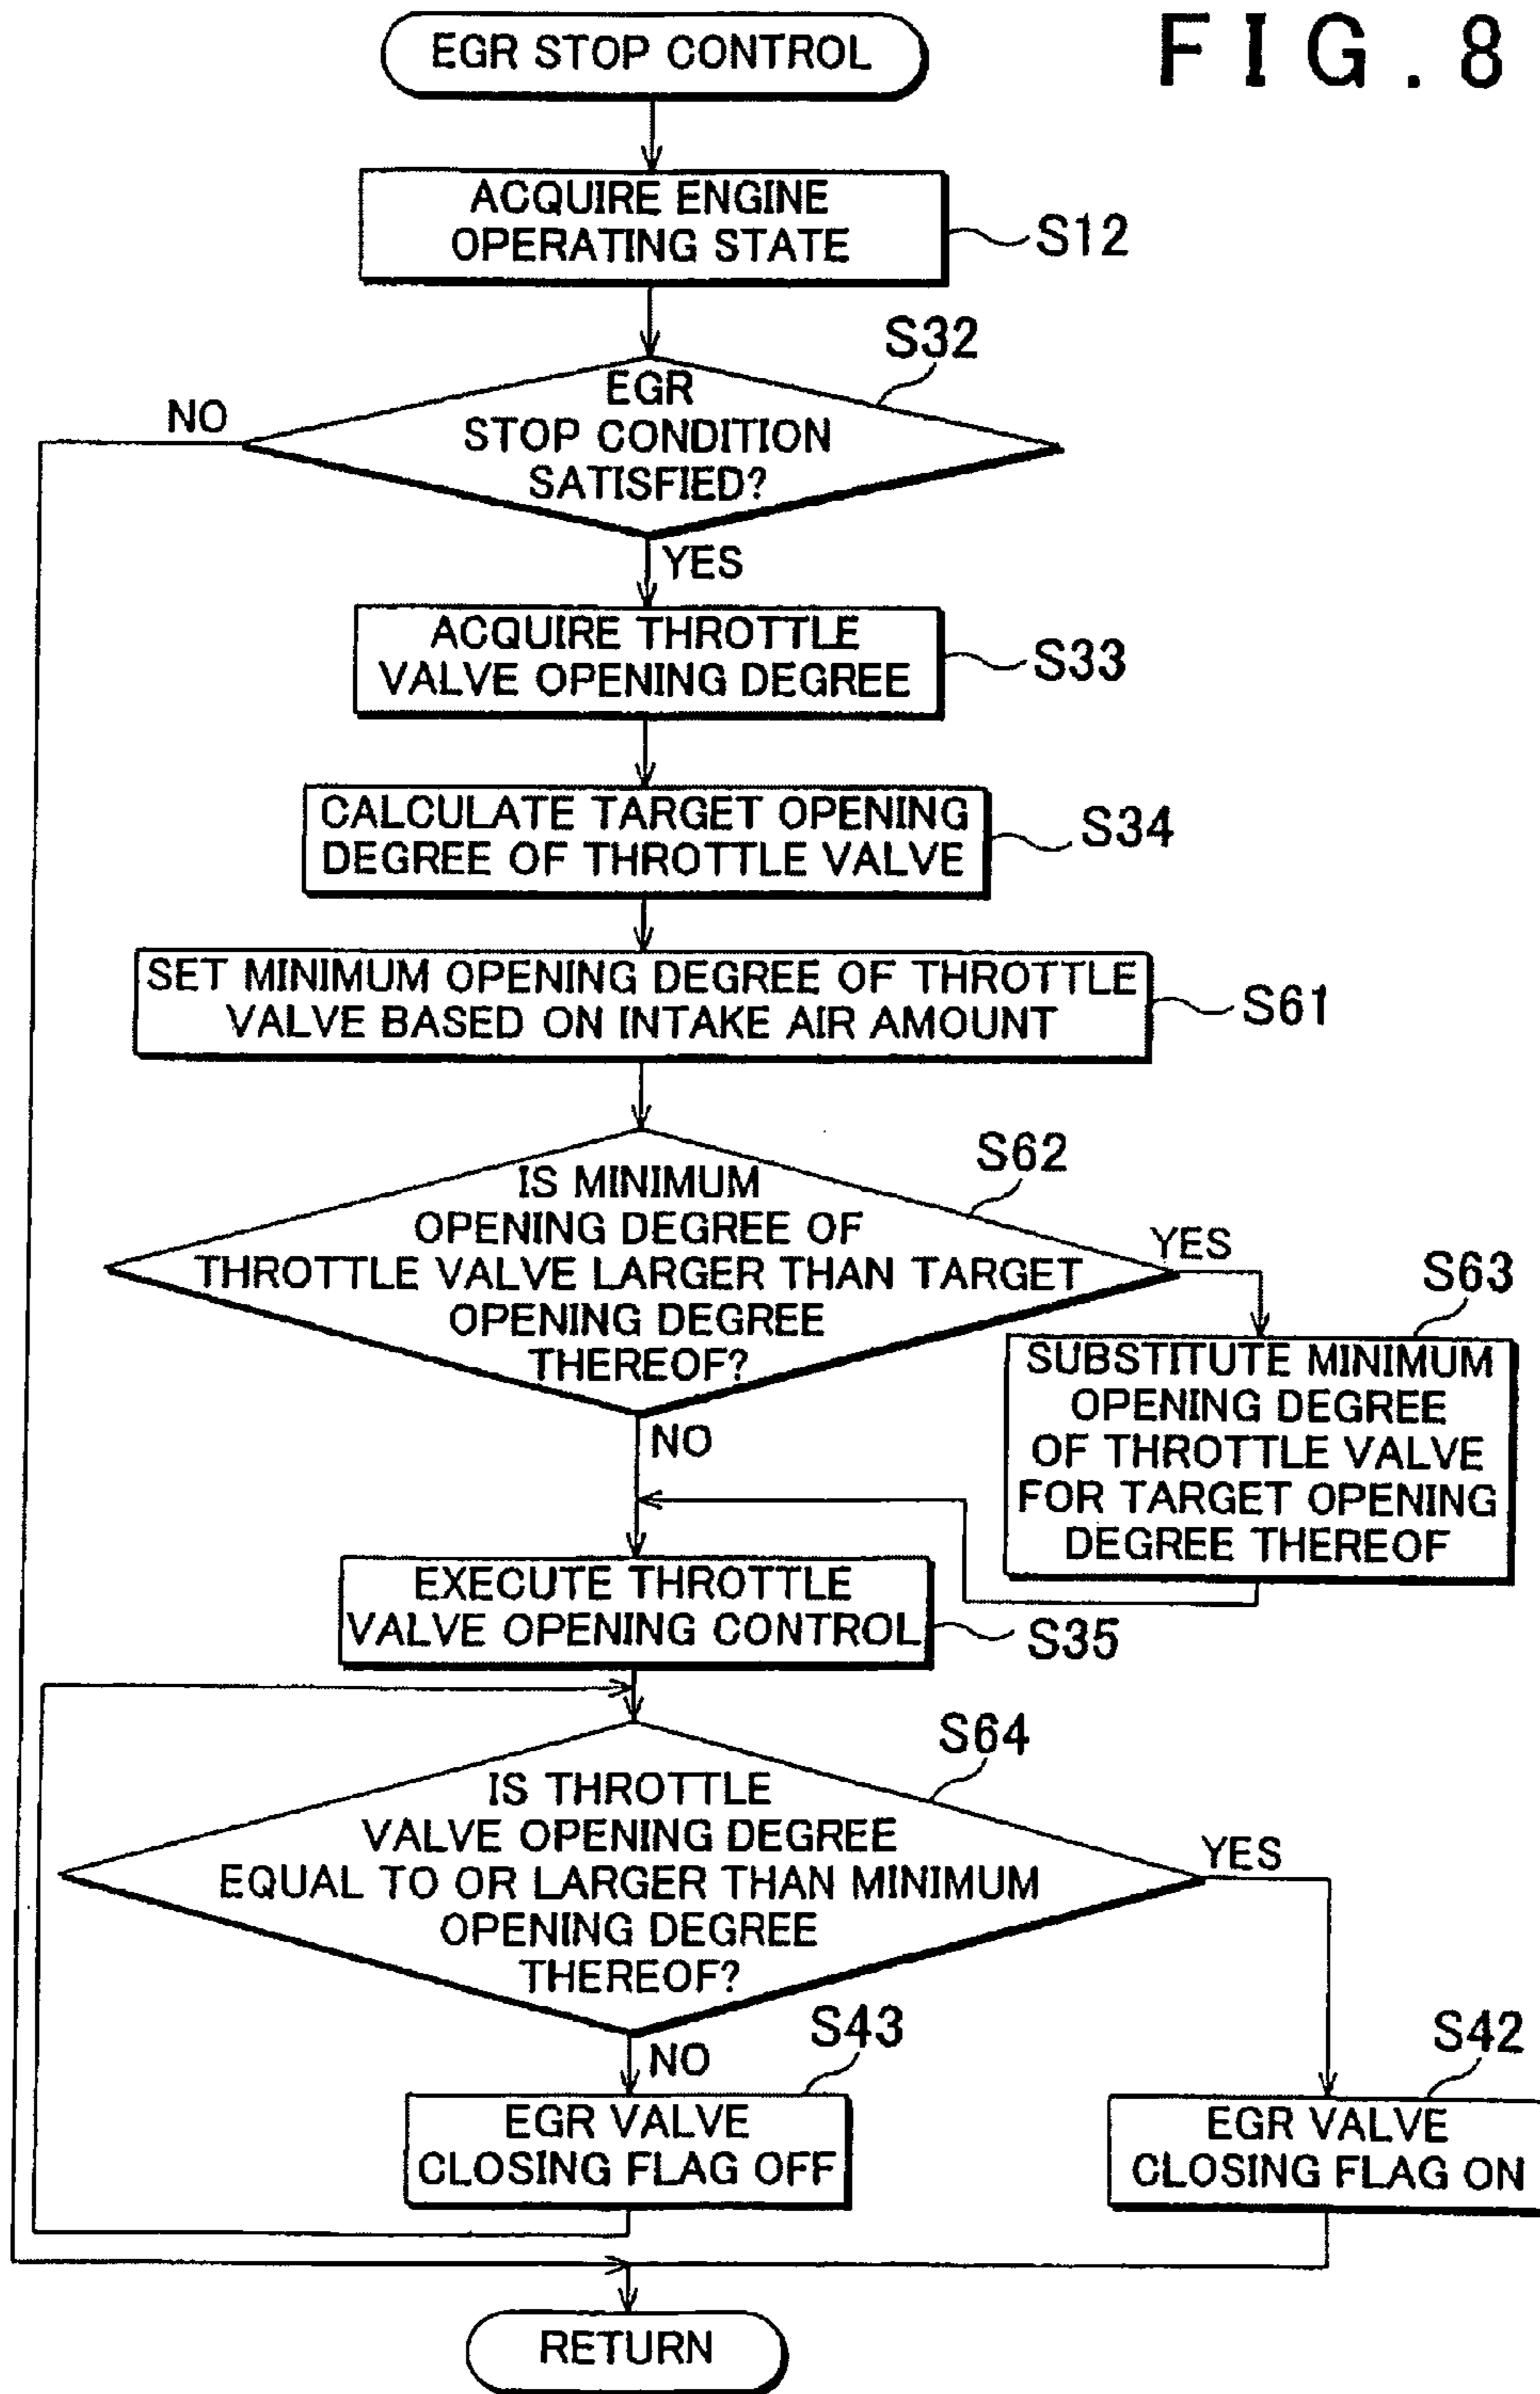 FIG. 8
EGR STOP CONTROL
ACQUIRE ENGINE
OPERATING STATE
S12
S32
EGR
STOP CONDITION
SATISFIED?
NO
YES
ACQUIRE THROTTLE
VALVE OPENING DEGREE
S33
CALCULATE TARGET OPENING
DEGREE OF THROTTLE VALVE
S34
SET MINIMUM OPENING DEGREE OF THROTTLE
VALVE BASED ON INTAKE AIR AMOUNT
S61
S62
IS MINIMUM
OPENING DEGREE OF
THROTTLE VALVE LARGER THAN TARGET
OPENING DEGREE
THEREOF?
YES
NO
S63
SUBSTITUTE MINIMUM
OPENING DEGREE
OF THROTTLE VALVE
FOR TARGET OPENING
DEGREE THEREOF
EXECUTE THROTTLE
VALVE OPENING CONTROL
S35
S64
IS THROTTLE
VALVE OPENING DEGREE
EQUAL TO OR LARGER THAN MINIMUM
OPENING DEGREE
THEREOF?
YES
NO
S43
EGR VALVE
CLOSING FLAG OFF
S42
EGR VALVE
CLOSING FLAG ON
RETURN